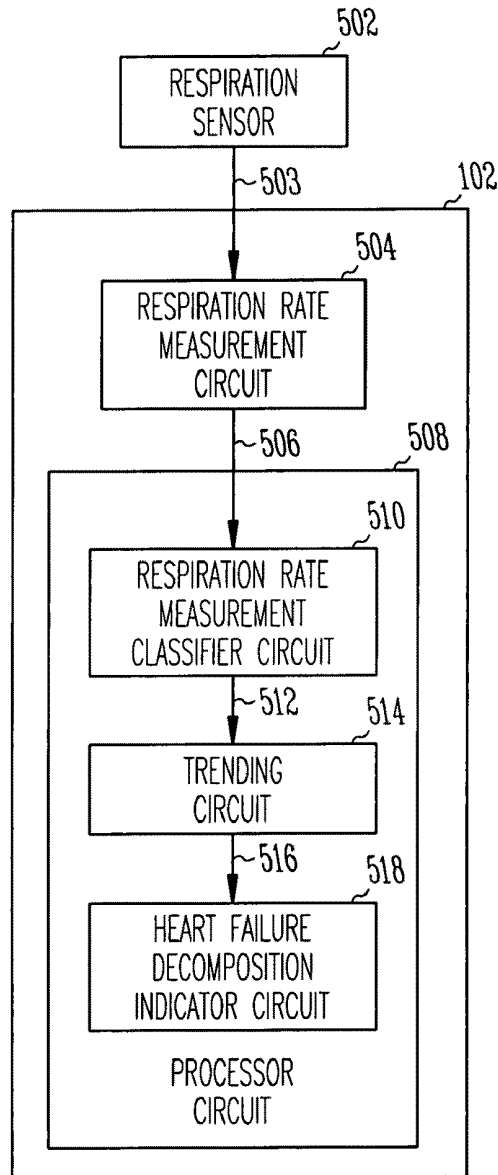 502
RESPIRATION
SENSOR
503
102
504
RESPIRATION RATE
MEASUREMENT
CIRCUIT
506
508
510
RESPIRATION RATE
MEASUREMENT
CLASSIFIER CIRCUIT
512
514
TRENDING
CIRCUIT
516
518
HEART FAILURE
DECOMPOSITION
INDICATOR CIRCUIT
PROCESSOR
CIRCUIT